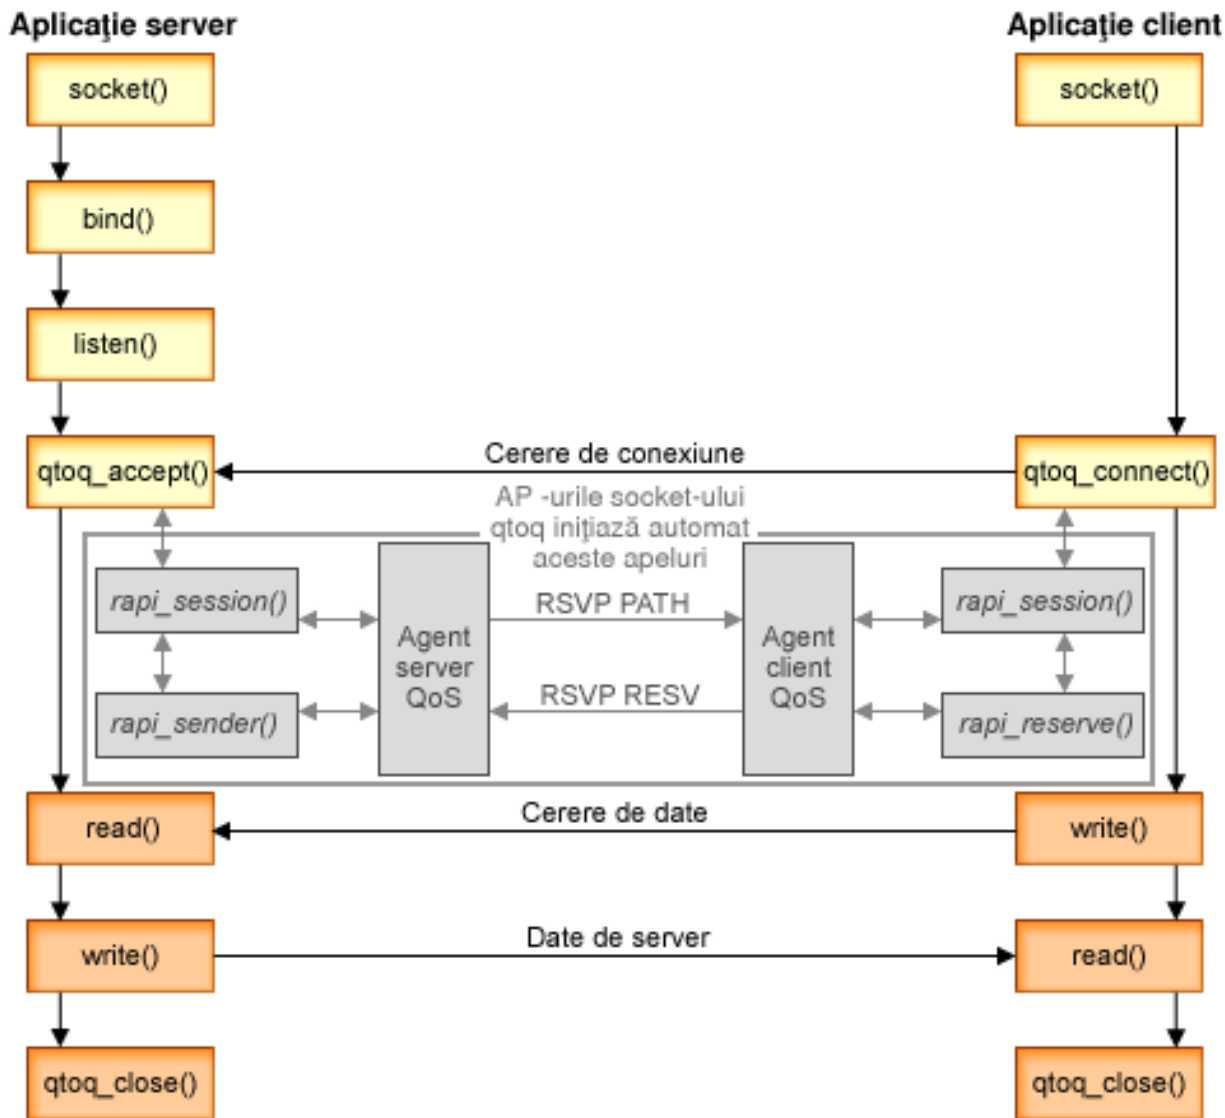 Aplicaţie server
Aplicaţie client
socket()
socket()
bind()
listen()
qtoq_accept()
Cerere de conexiune
qtoq_connect()
AP -urile socket-ului
qtoq iniţiază automat
aceste apeluri
rapi_session()
RSVP PATH
rapi_session()
Agent
server
QoS
Agent
client
QoS
rapi_sender()
RSVP RESV
rapi_reserve()
read()
Cerere de date
write()
write()
Date de server
read()
qtoq_close()
qtoq_close()